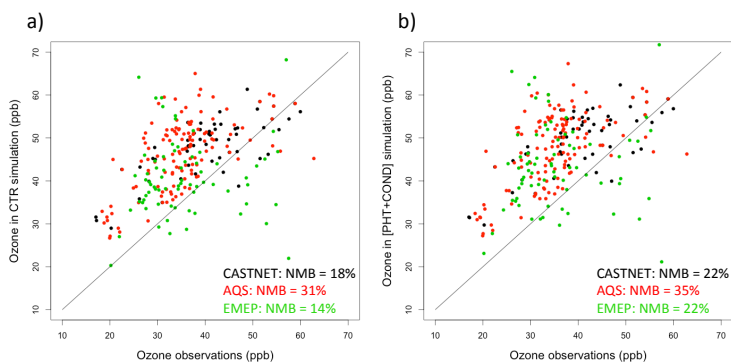 a)
Ozone in CTR simulation (ppb)
70
60
50
40
30
20
10
CASTNET: NMB = 18%
AQS: NMB = 31%
EMEP: NMB = 14%
10 20 30 40 50 60 70
Ozone observations (ppb)
b)
Ozone in [PHT+COND] simulation (ppb)
70
60
50
40
30
20
10
CASTNET: NMB = 22%
AQS: NMB = 35%
EMEP: NMB = 22%
10 20 30 40 50 60 70
Ozone observations (ppb)